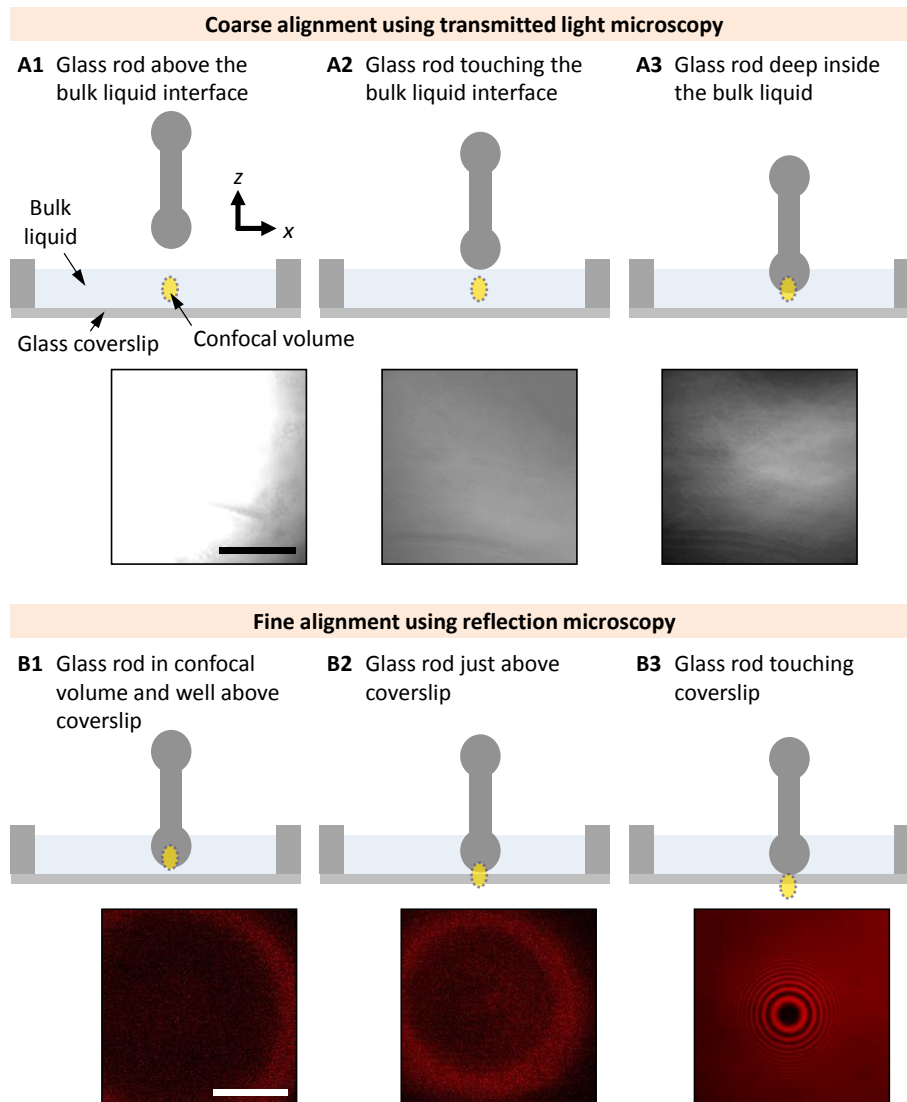 Coarse alignment using transmitted light microscopy
A1 Glass rod above the
bulk liquid interface
A2 Glass rod touching the
bulk liquid interface
A3 Glass rod deep inside
the bulk liquid
z
x
Bulk
liquid
Glass coverslip
Confocal volume
Fine alignment using reflection microscopy
B1 Glass rod in confocal
volume and well above
coverslip
B2 Glass rod just above
coverslip
B3 Glass rod touching
coverslip